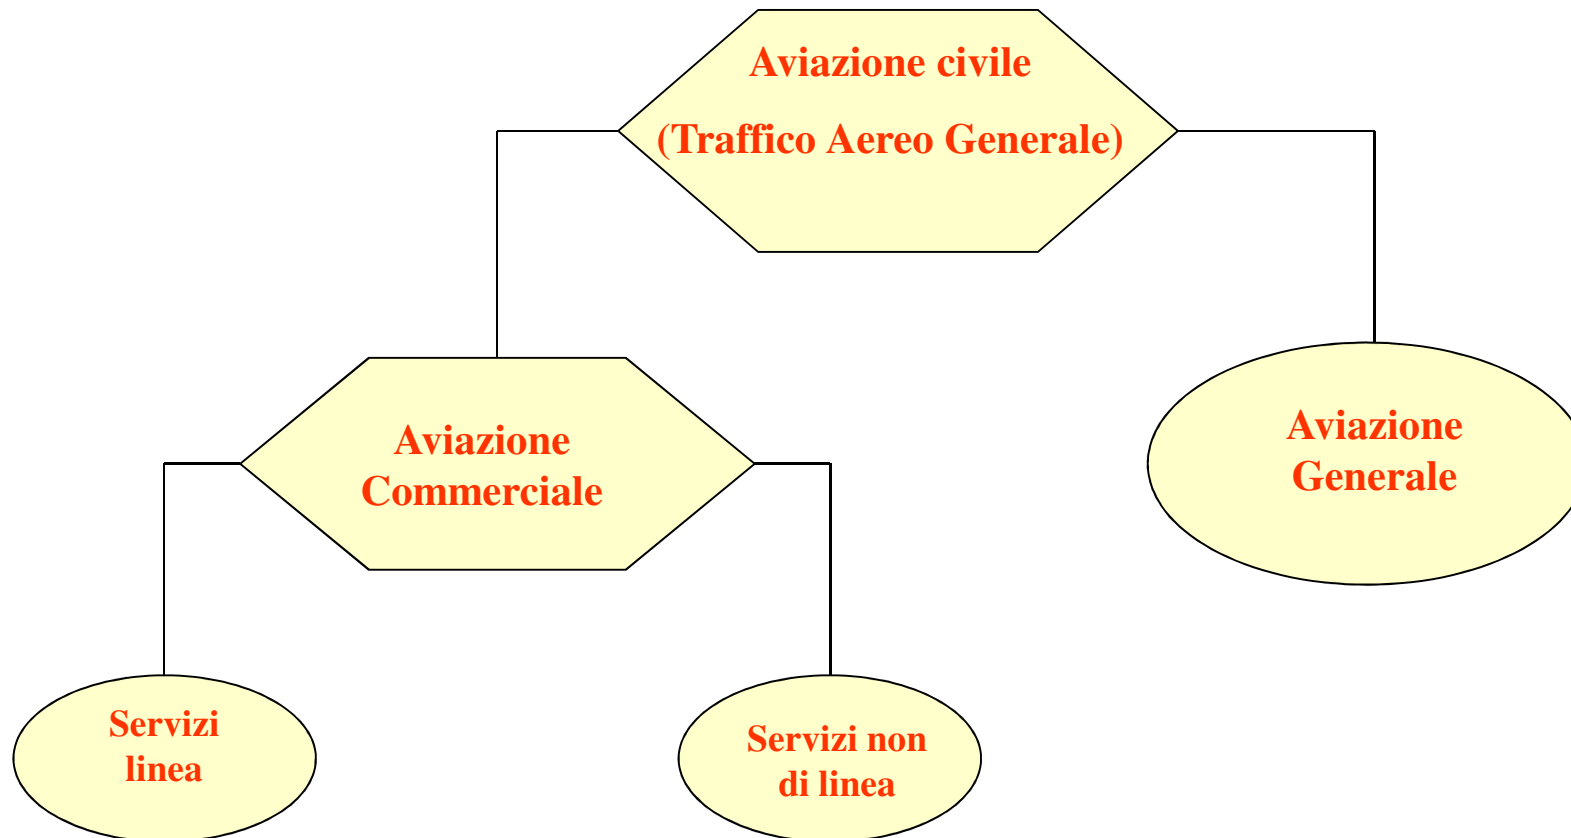 Aviazione civile
(Traffico Aereo Generale)
Aviazione
Commerciale
Aviazione
Generale
Servizi
linea
Servizi non
di linea